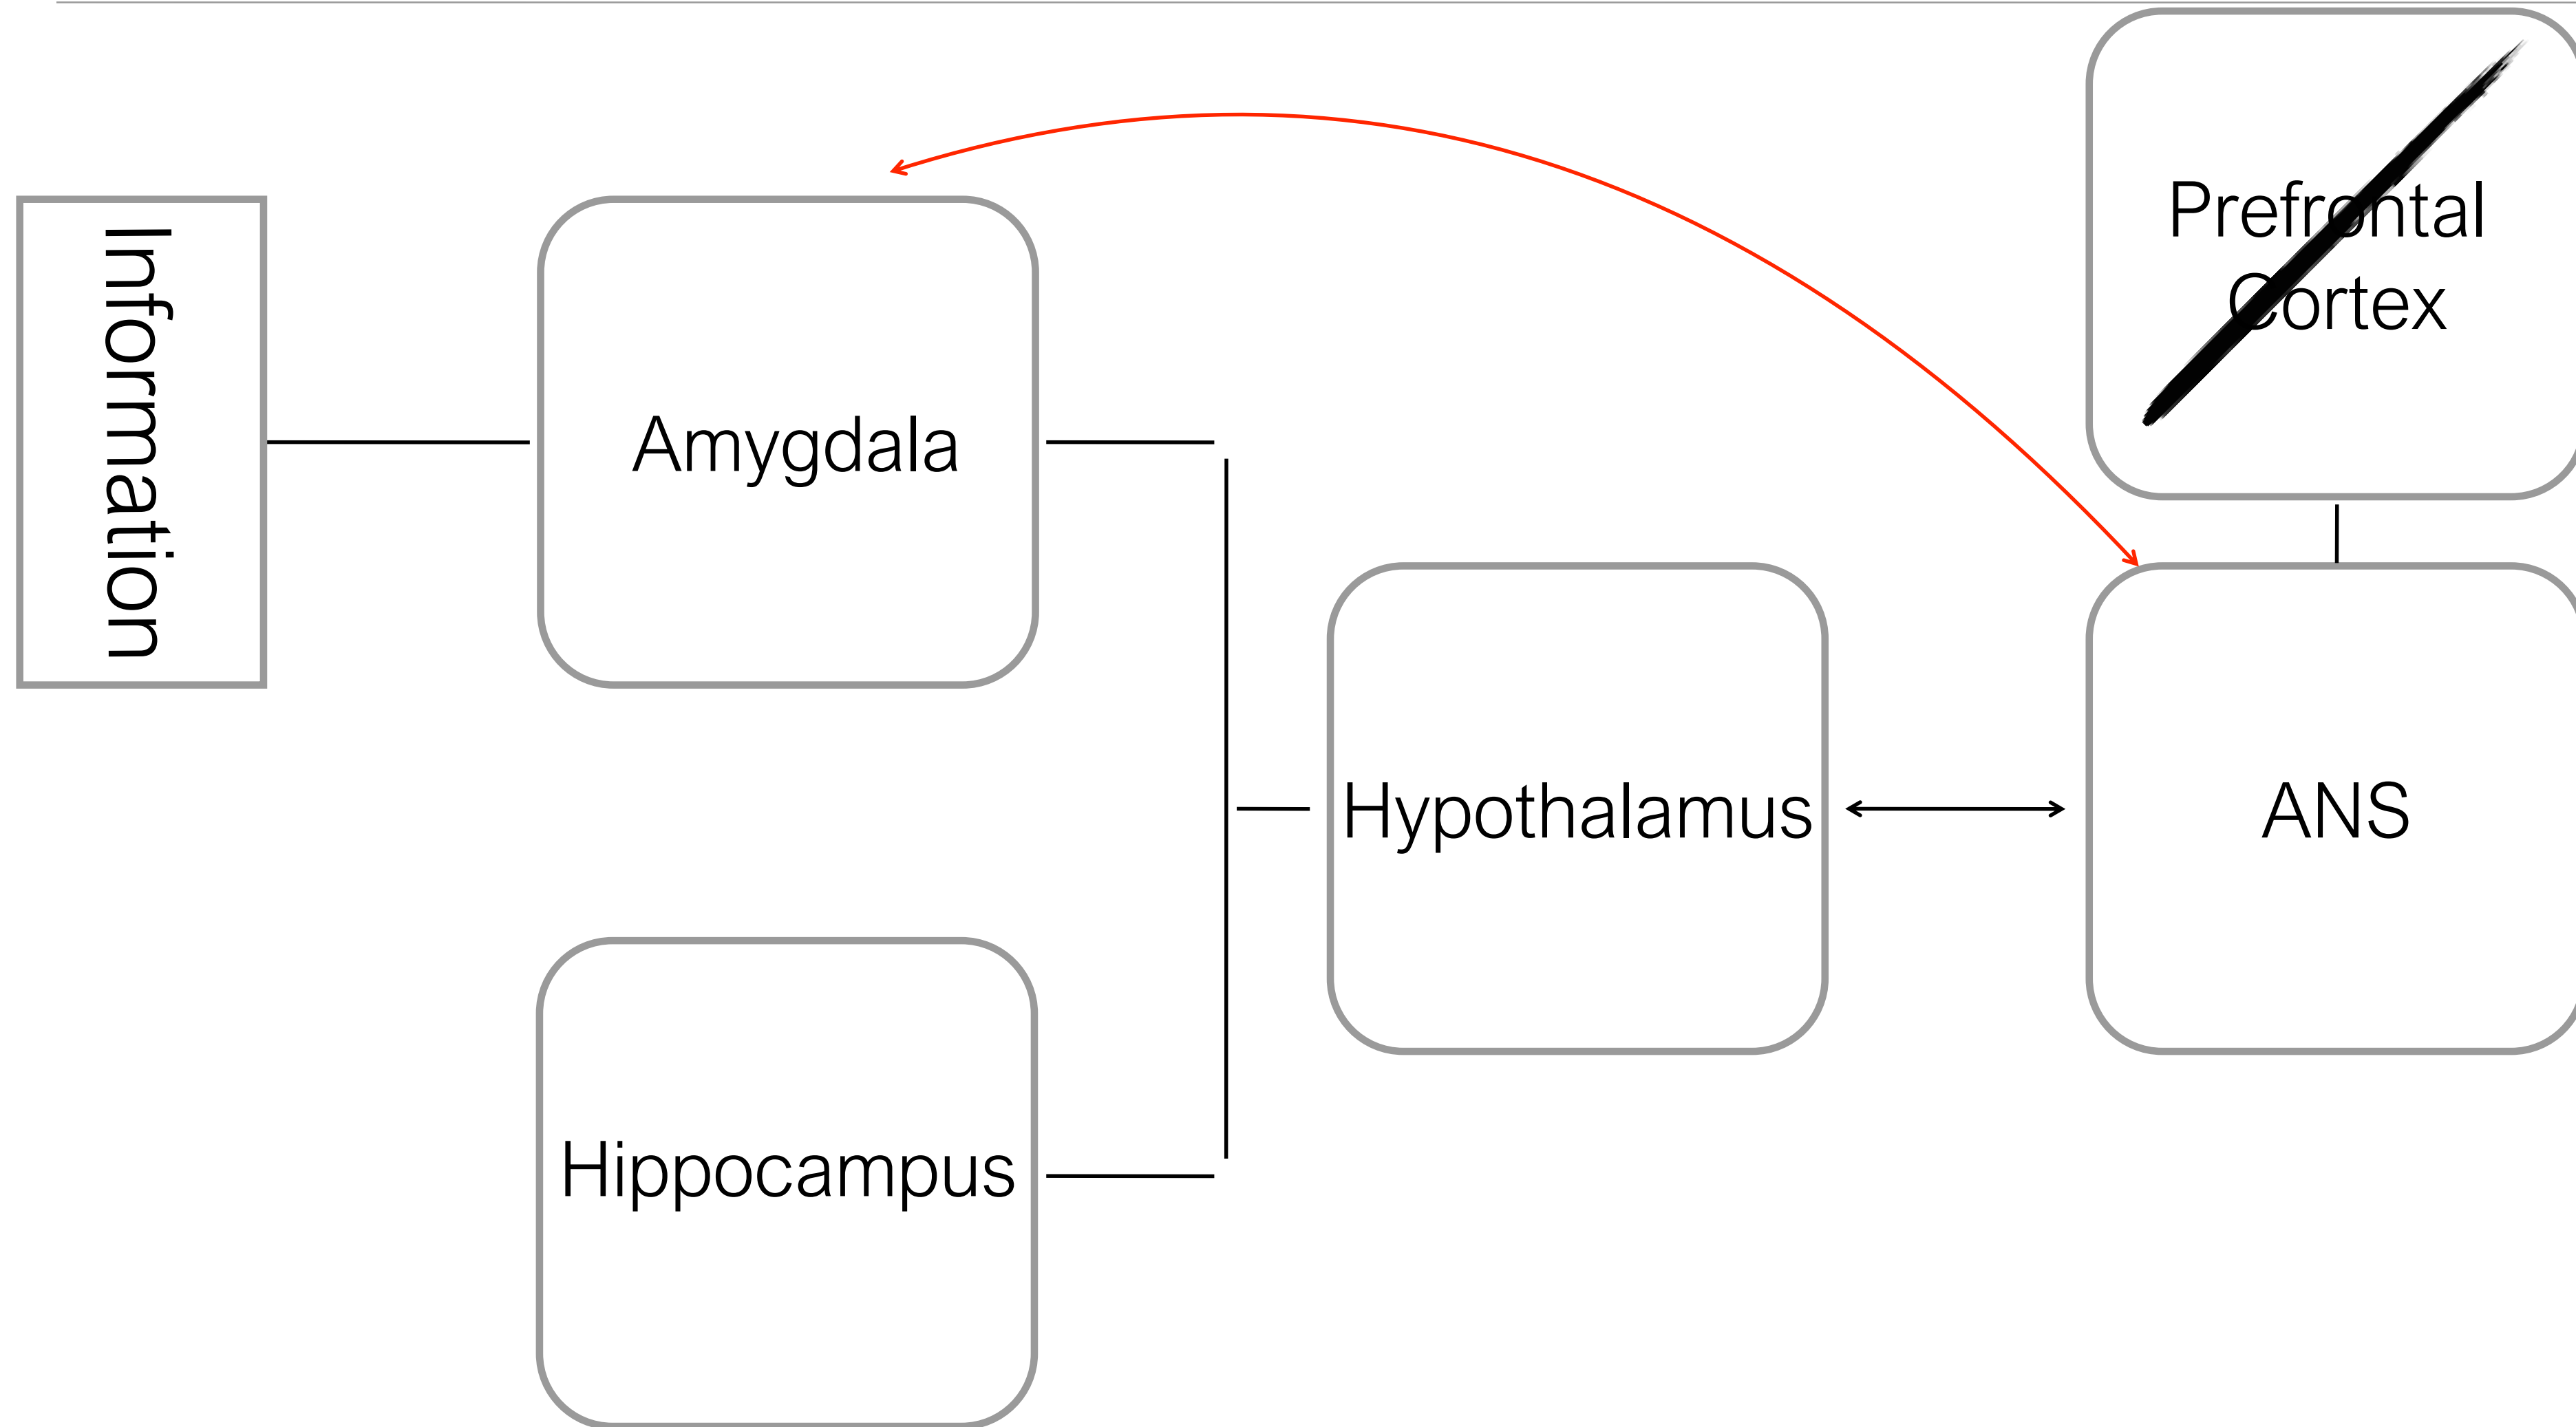 Information
Amygdala
Prefrontal
Cortex
Hypothalamus
ANS
Hippocampus